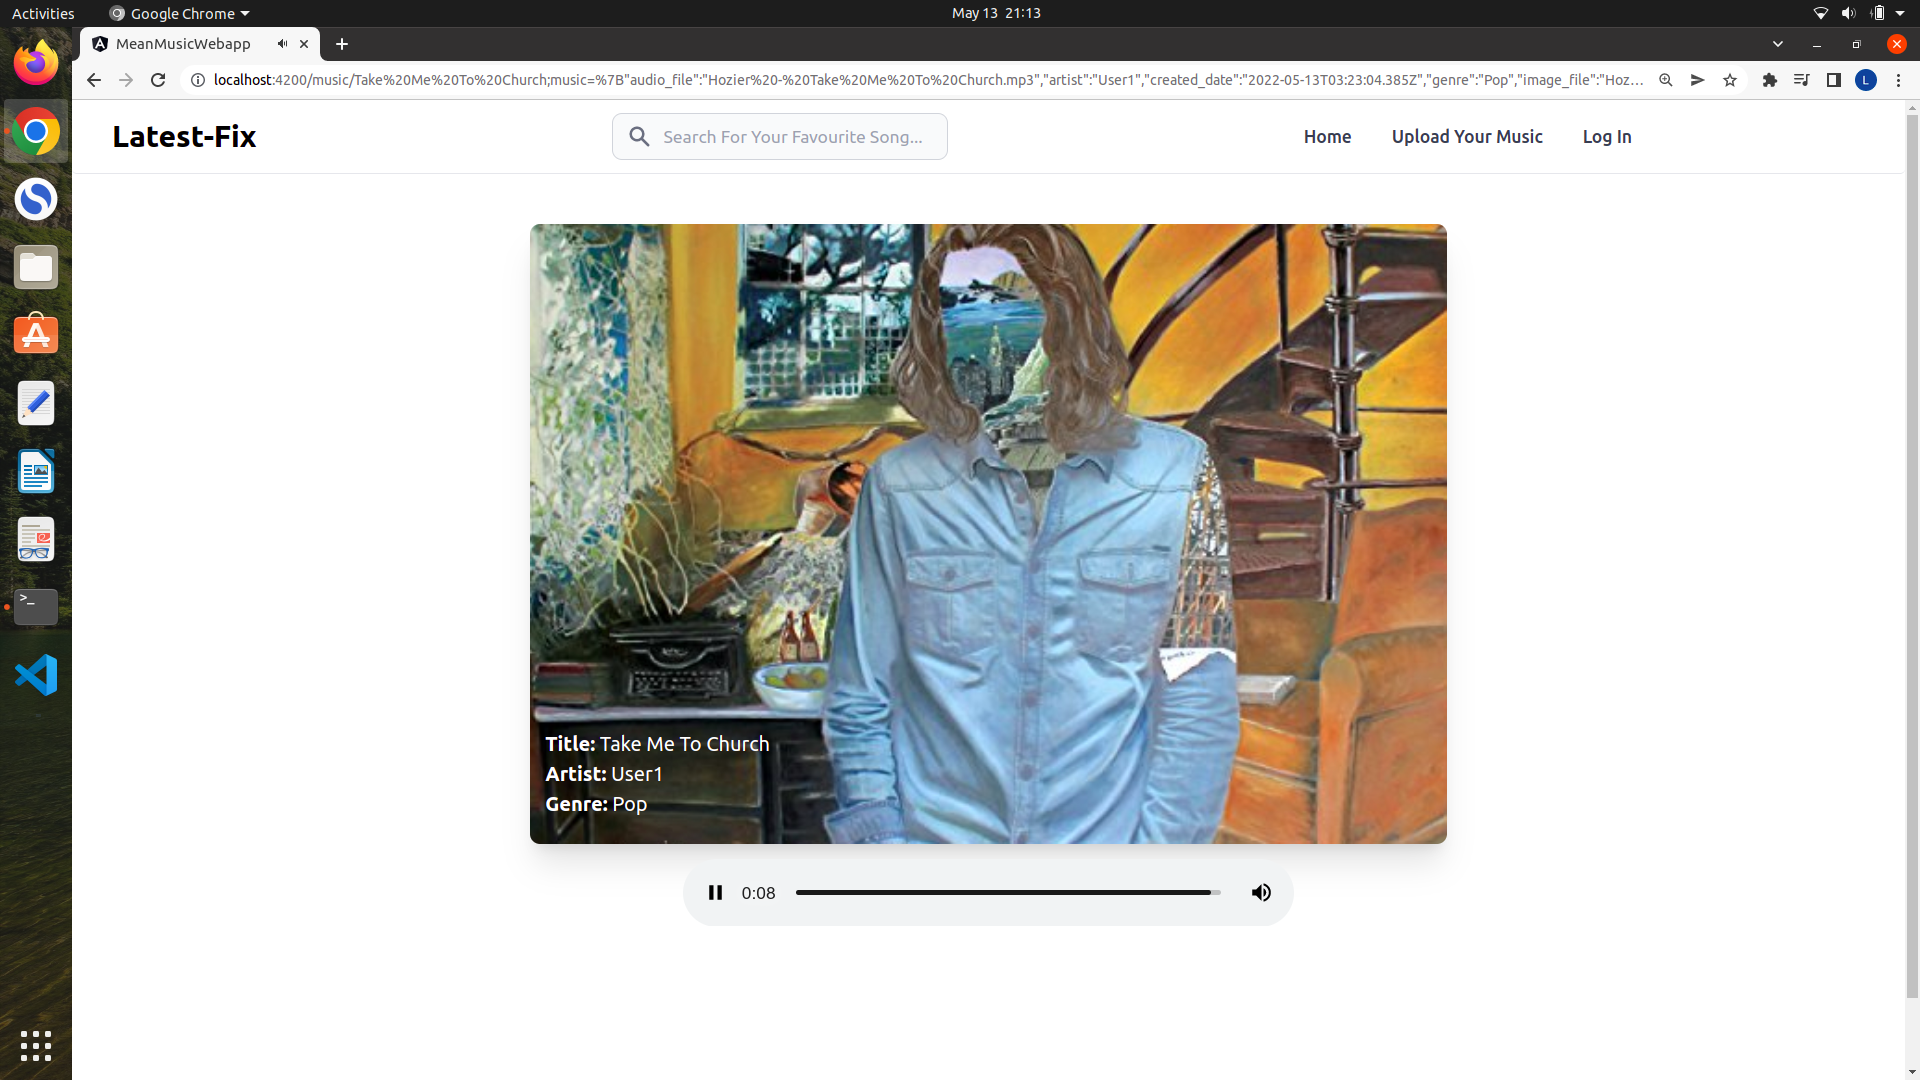 Activities
Google Chrome
May 13 21:13
MeanMusicWebapp
localhost:4200/music/Take%20Me%20To%20Church;music=%7B"audio_file":"Hozier%20-%20Take%20Me%20To%20Church.mp3","artist":"User1","created_date":"2022-05-13T03:23:04.385Z","genre":"Pop","image_file":"Hoz...
L
Latest-Fix
Search For Your Favourite Song...
Home
Upload Your Music
Log In
Title: Take Me To Church
Artist: User1
Genre: Pop
0:08